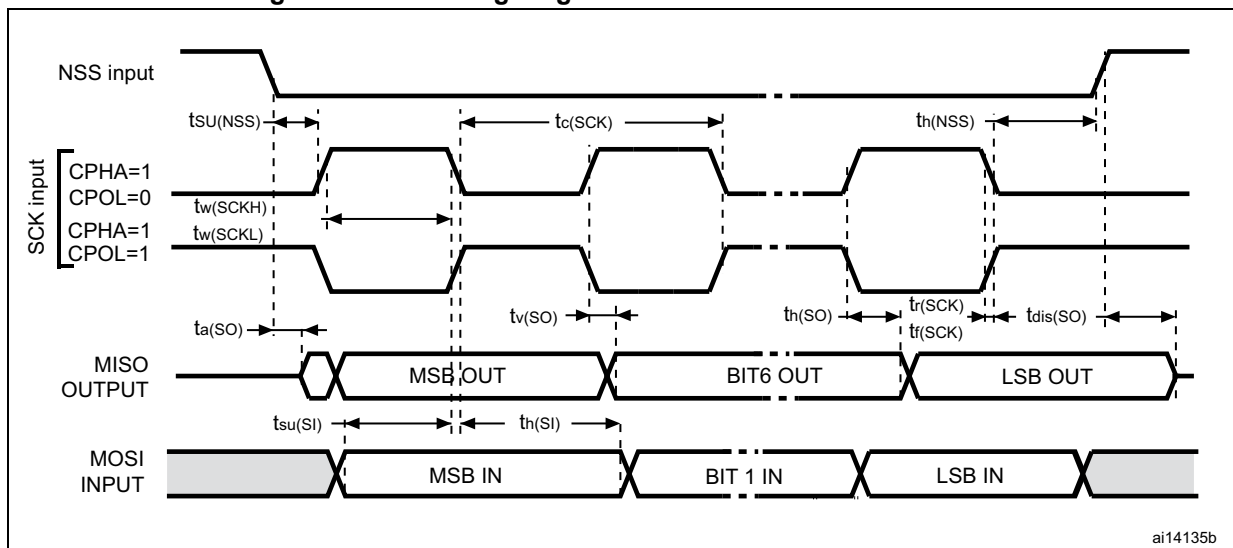 NSS input
tSU(NSS)
tc(SCK)
th(NSS)
SCK input
CPHA=1
CPOL=0
tw(SCKH)
CPHA=1
tw(SCKL)
CPOL=1
ta(SO)
tv(SO)
th(SO)
tr(SCK)
tf(SCK)
tdis(SO)
MISO
OUTPUT
MSB OUT
BIT6 OUT
LSB OUT
tsu(SI)
th(SI)
MOSI
INPUT
MSB IN
BIT 1 IN
LSB IN
ai14135b